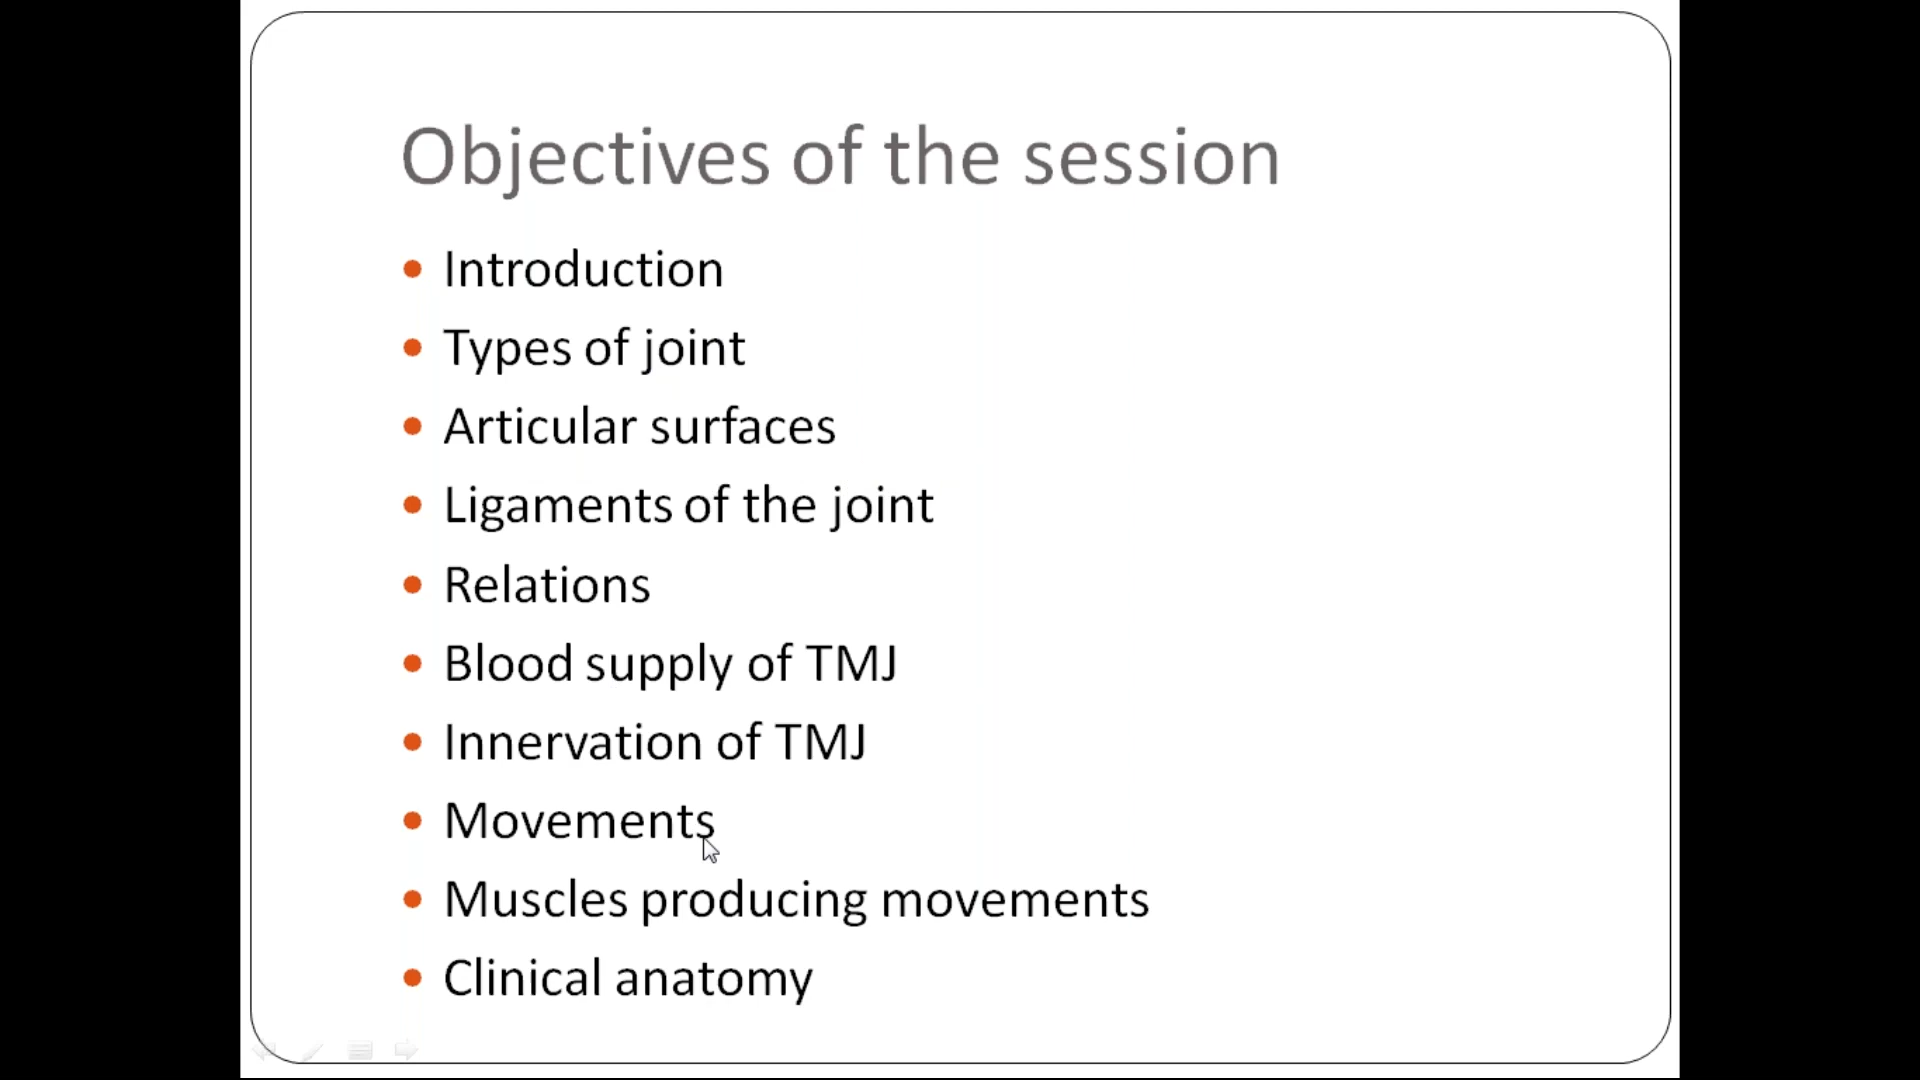 Objectives of the session
• Introduction
• Types of joint
• Articular surfaces
• Ligaments of the joint
• Relations
• Blood supply of TMJ
• Innervation of TMJ
• Movements
• Muscles producing movements
• Clinical anatomy